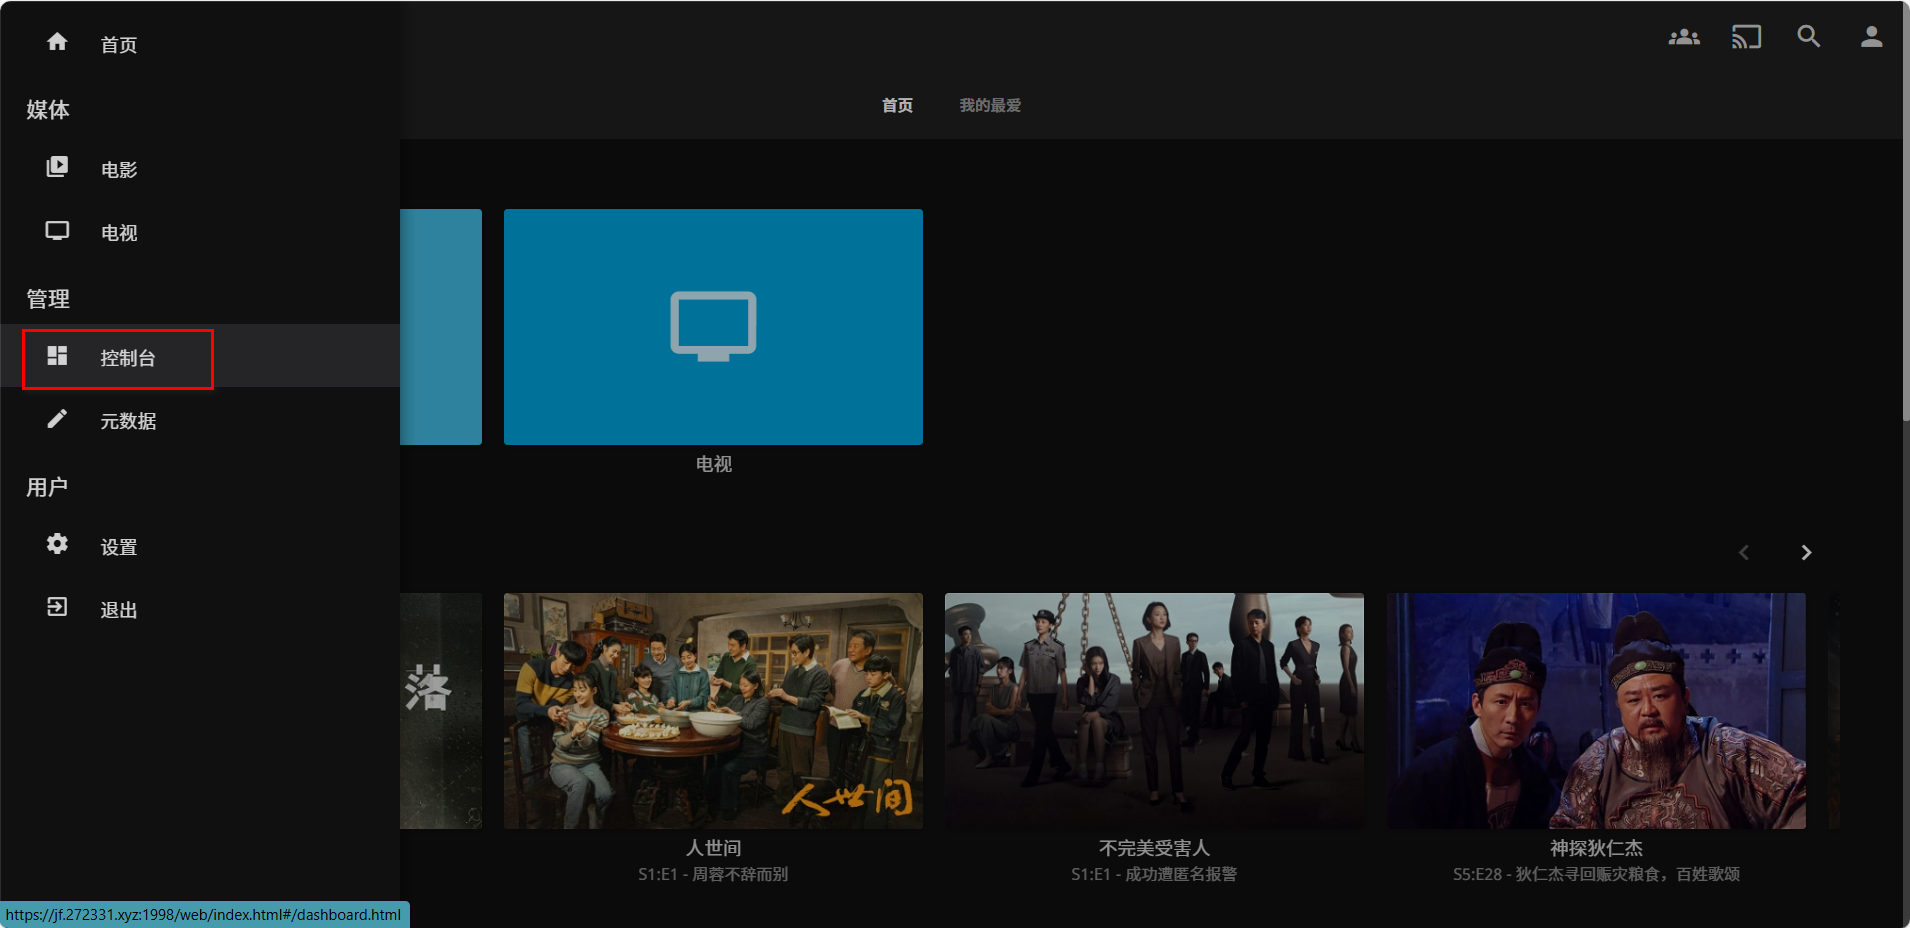 首页
媒体
电影
电视
管理
控制台
元数据
用户
设置
退出
首页
我的最爱
电视
落
人世间
人世间
S1:E1 - 周蓉不辞而别
不完美受害人
S1:E1 - 成功遭匿名报警
神探狄仁杰
S5:E28 - 狄仁杰寻回赈灾粮食，百姓歌颂
https://jf.272331.xyz:1998/web/index.html#/dashboard.html